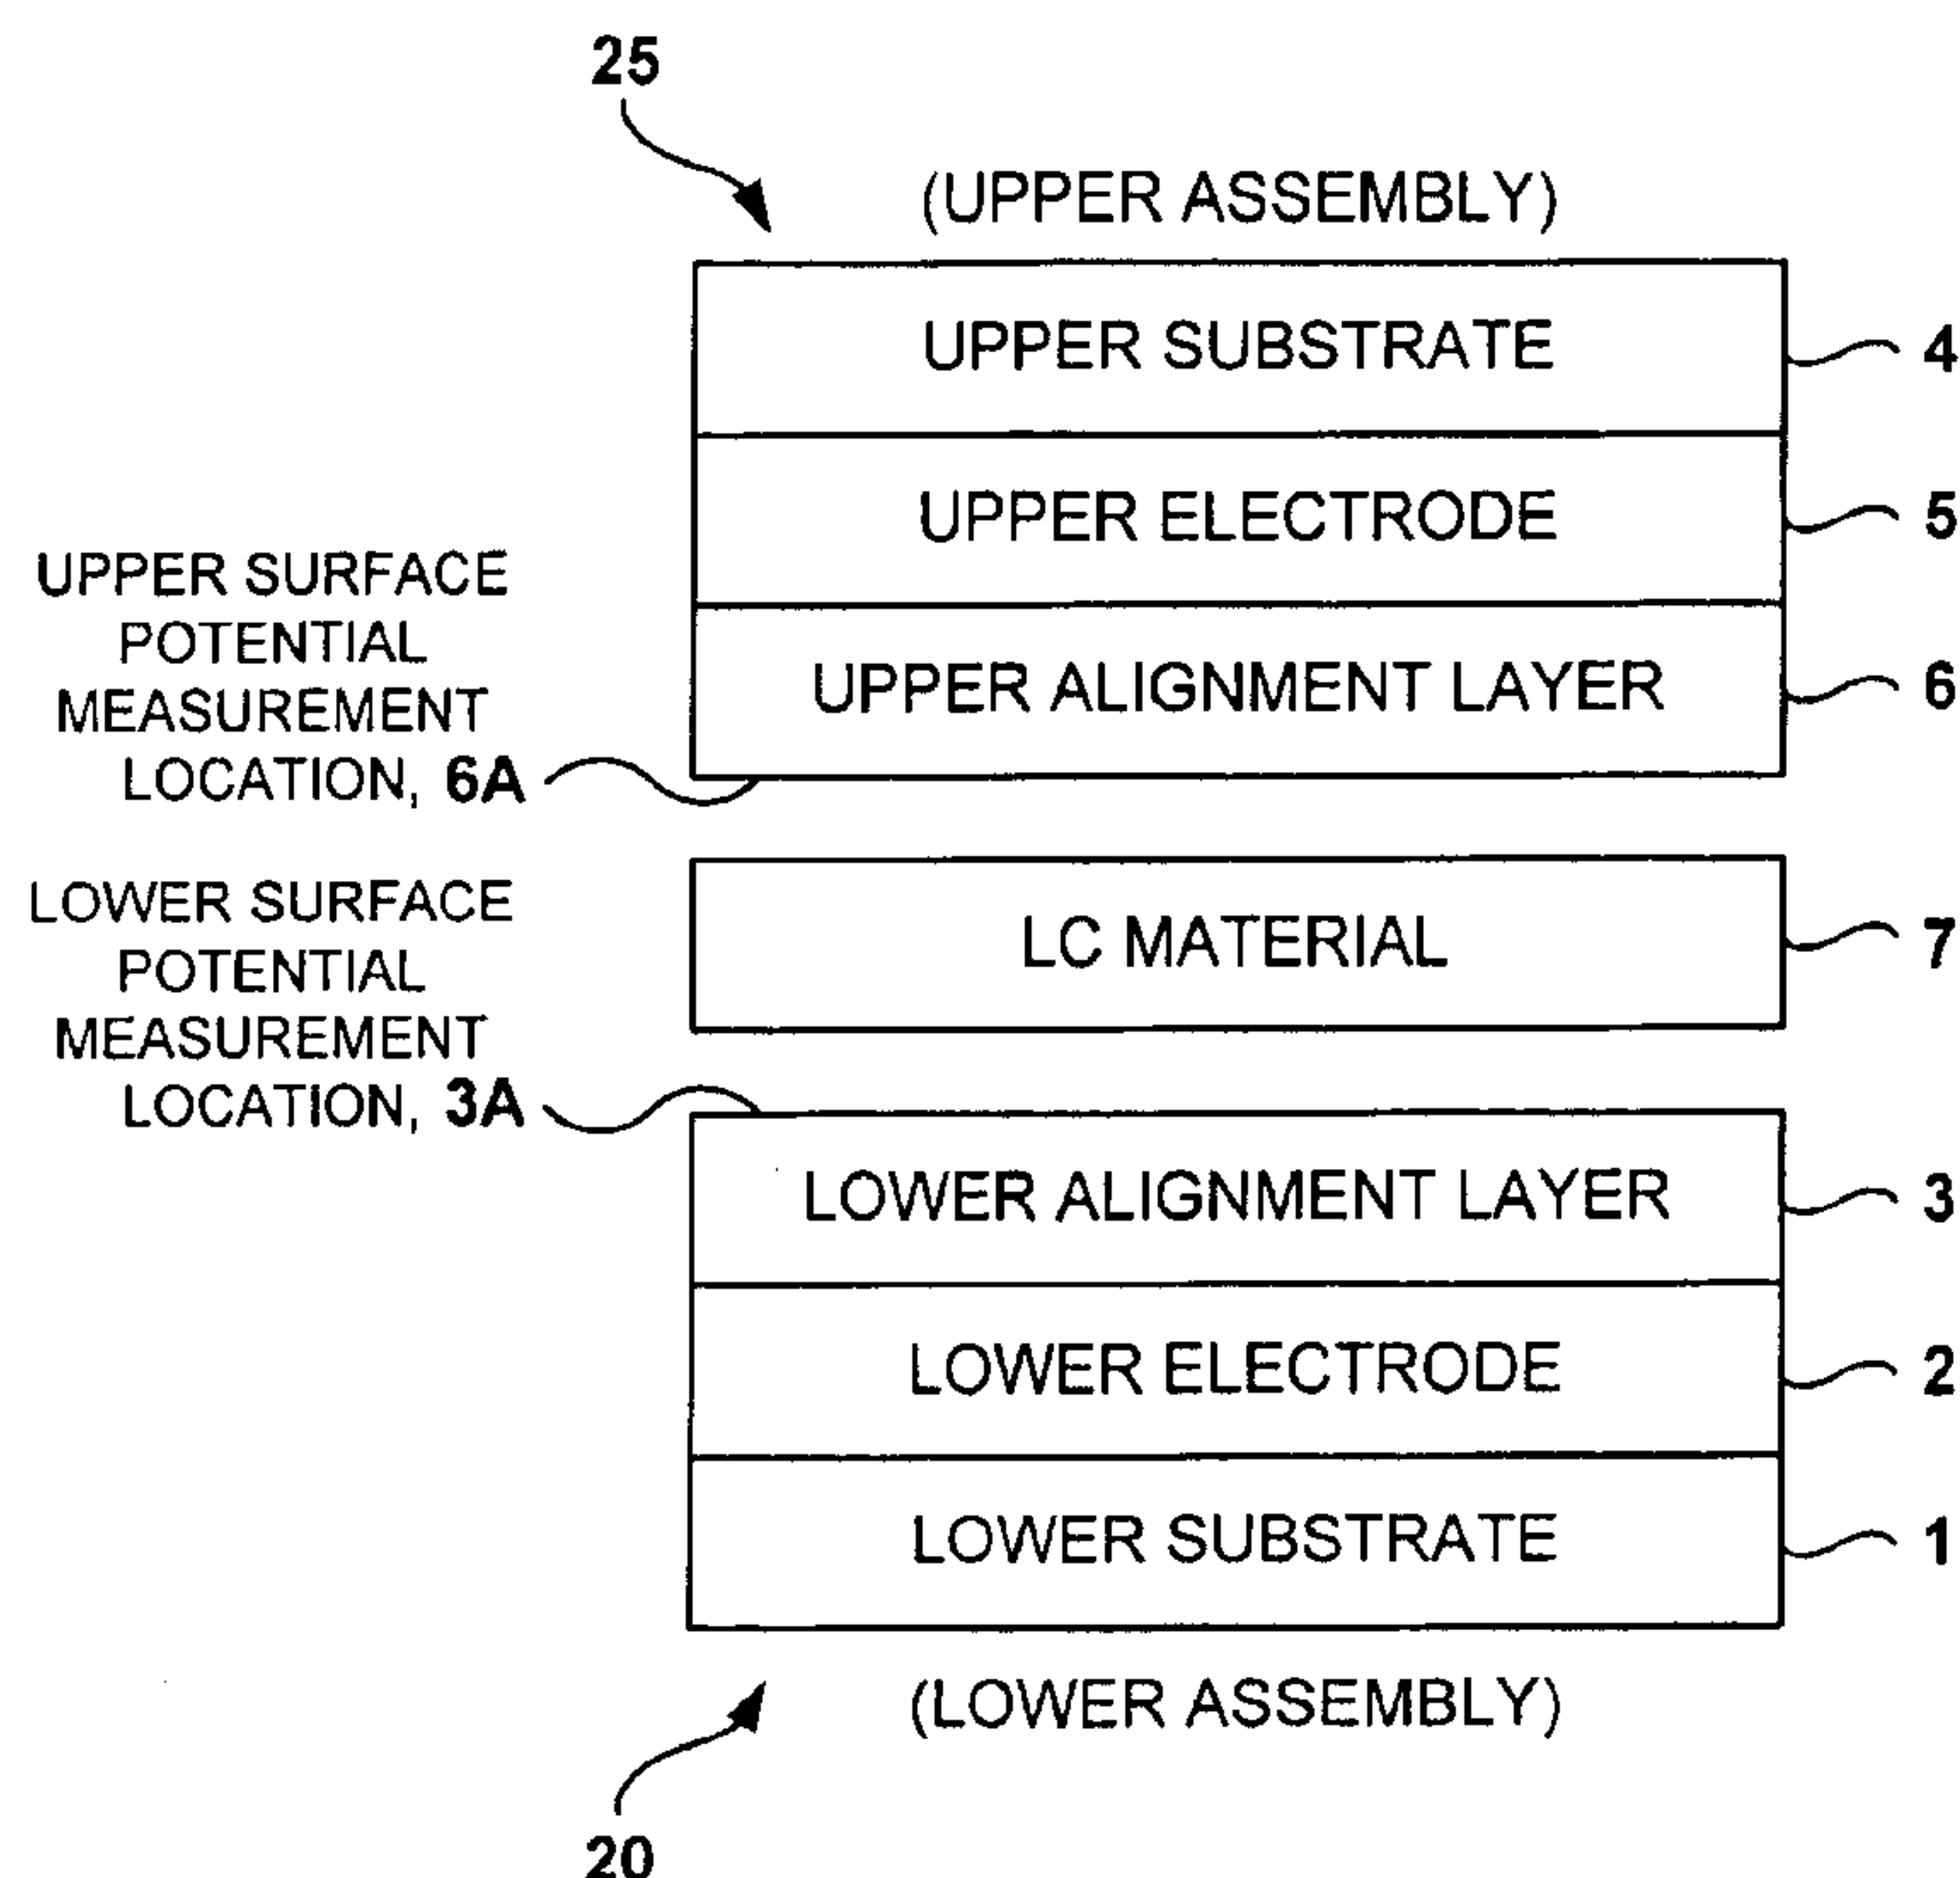 25
(UPPER ASSEMBLY)
UPPER SUBSTRATE
4
UPPER ELECTRODE
5
UPPER SURFACE
POTENTIAL
MEASUREMENT
LOCATION, 6A
UPPER ALIGNMENT LAYER
6
LC MATERIAL
7
LOWER SURFACE
POTENTIAL
MEASUREMENT
LOCATION, 3A
LOWER ALIGNMENT LAYER
3
LOWER ELECTRODE
2
LOWER SUBSTRATE
1
(LOWER ASSEMBLY)
20